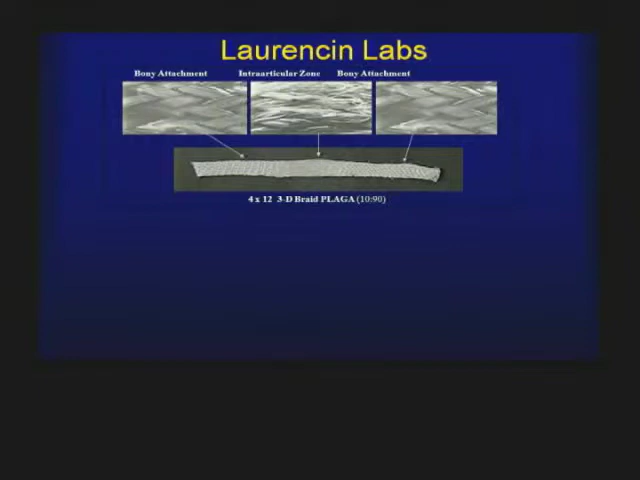 Laurencin Labs
Bony Attachment Intraarticular Zone Bony Attachment
4 x 12 3-D Braid PLAGA (10:90)